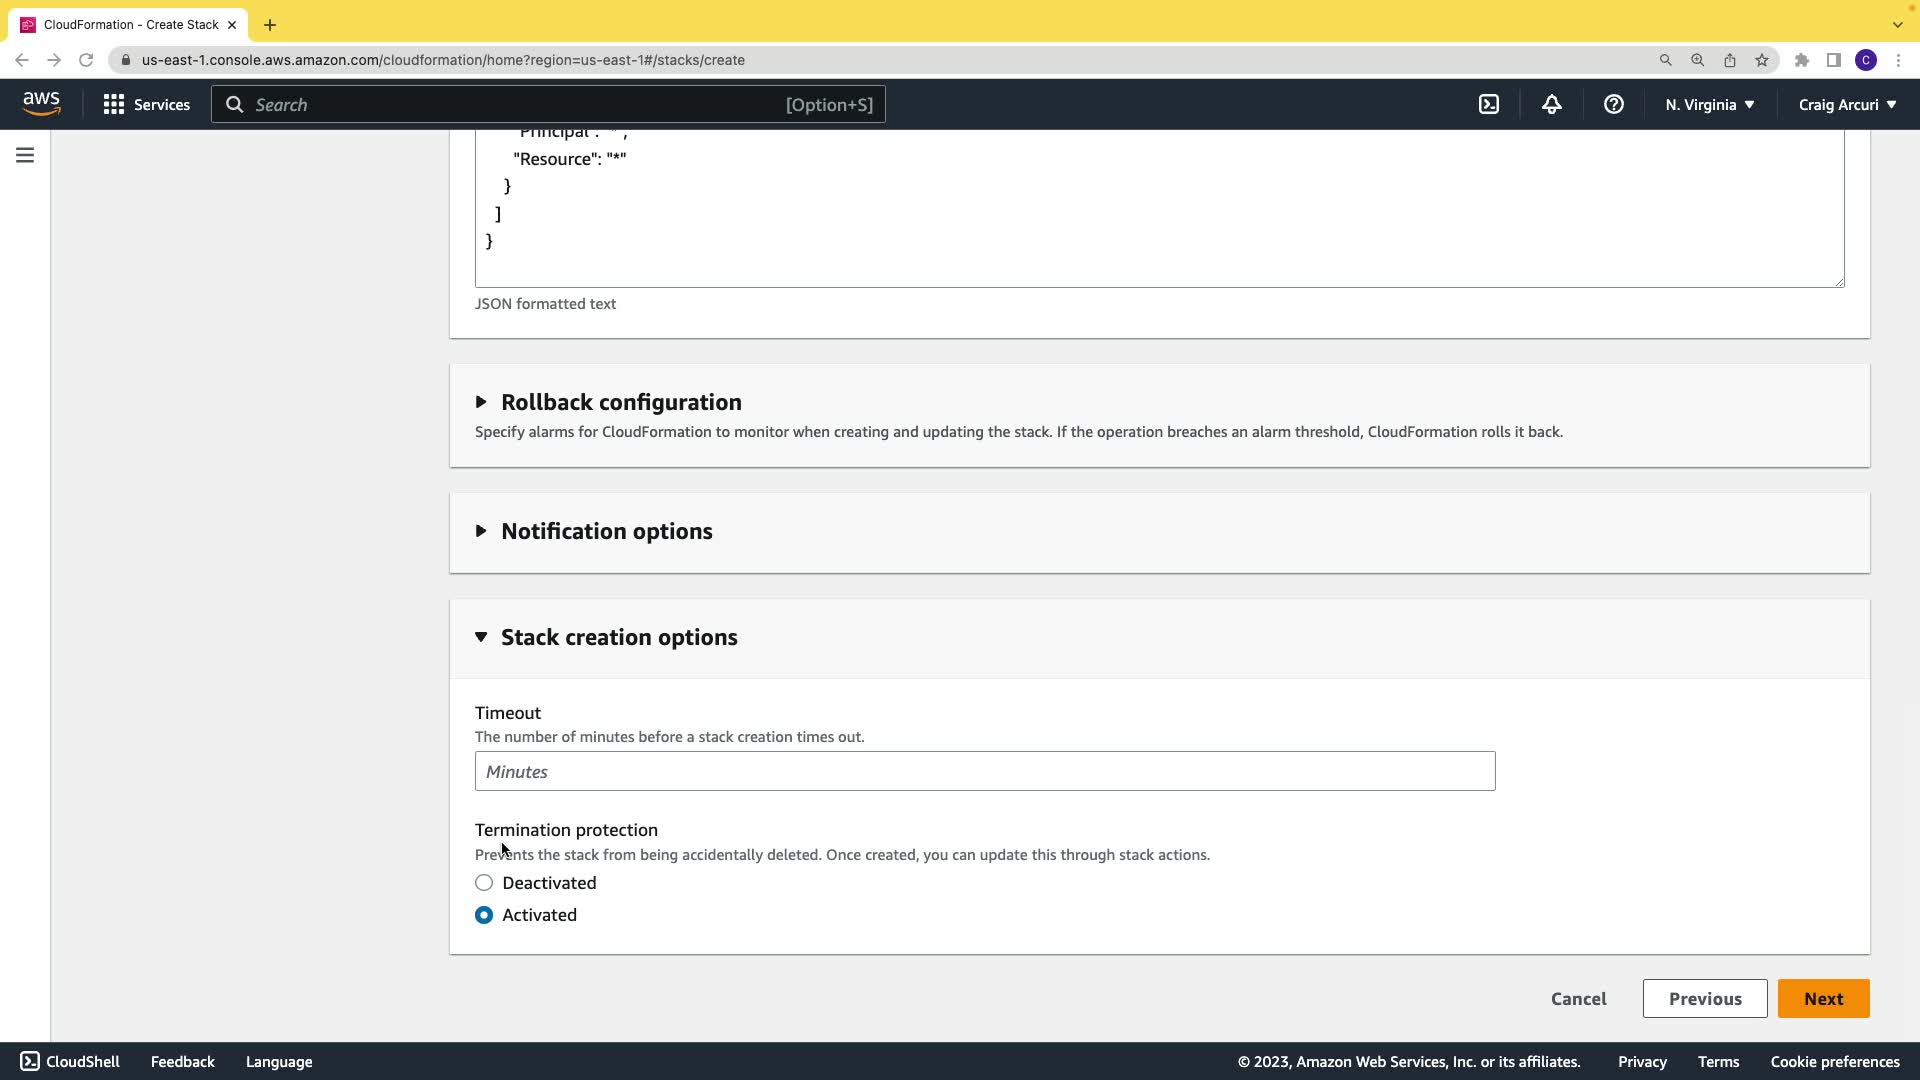 CloudFormation - Create Stack
us-east-1.console.aws.amazon.com/cloudformation/home?region=us-east-1#/stacks/create
C
aws
Services
Search
[Option+S]
N. Virginia
Craig Arcuri
"Principal": "*",
"Resource": "*"
}
]
}
JSON formatted text
Rollback configuration
Specify alarms for CloudFormation to monitor when creating and updating the stack. If the operation breaches an alarm threshold, CloudFormation rolls it back.
Notification options
Stack creation options
Timeout
The number of minutes before a stack creation times out.
Minutes
Termination protection
Prevents the stack from being accidentally deleted. Once created, you can update this through stack actions.
Deactivated
Activated
Cancel
Previous
Next
CloudShell
Feedback
Language
© 2023, Amazon Web Services, Inc. or its affiliates.
Privacy
Terms
Cookie preferences